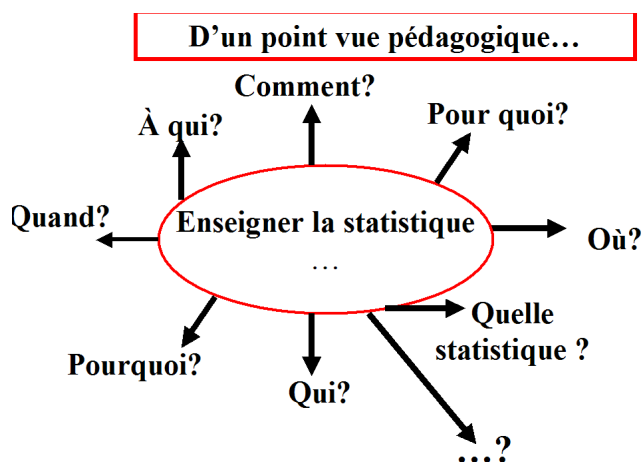 D'un point vue pédagogique…
Comment?
À qui?
Pour quoi?
Quand?
Enseigner la statistique
…
Où?
Quelle
statistique ?
Pourquoi?
Qui?
…?